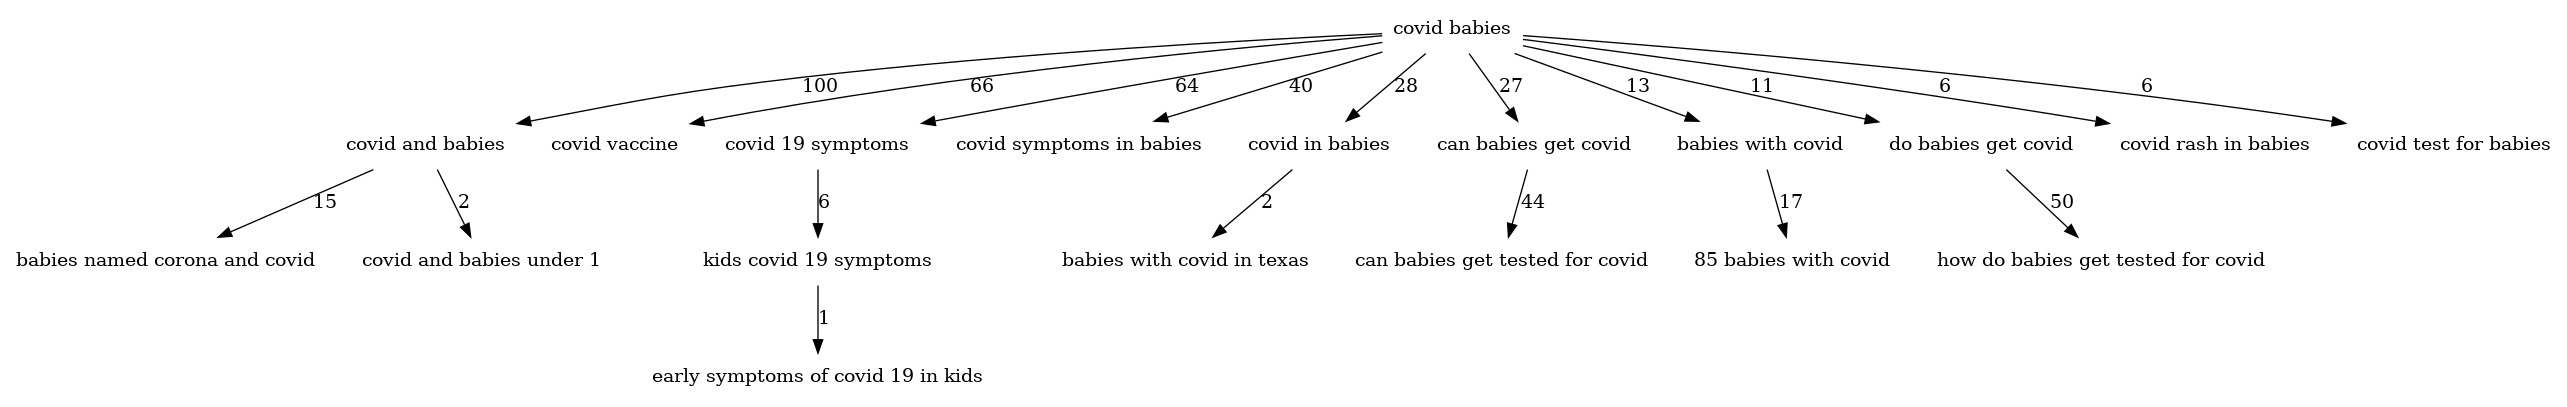 covid babies
100
66
64
40
28
27
13
11
6
6
covid and babies
covid vaccine
covid 19 symptoms
covid symptoms in babies
covid in babies
can babies get covid
babies with covid
do babies get covid
covid rash in babies
covid test for babies
15
2
6
2
44
17
50
babies named corona and covid
covid and babies under 1
kids covid 19 symptoms
babies with covid in texas
can babies get tested for covid
85 babies with covid
how do babies get tested for covid
1
early symptoms of covid 19 in kids